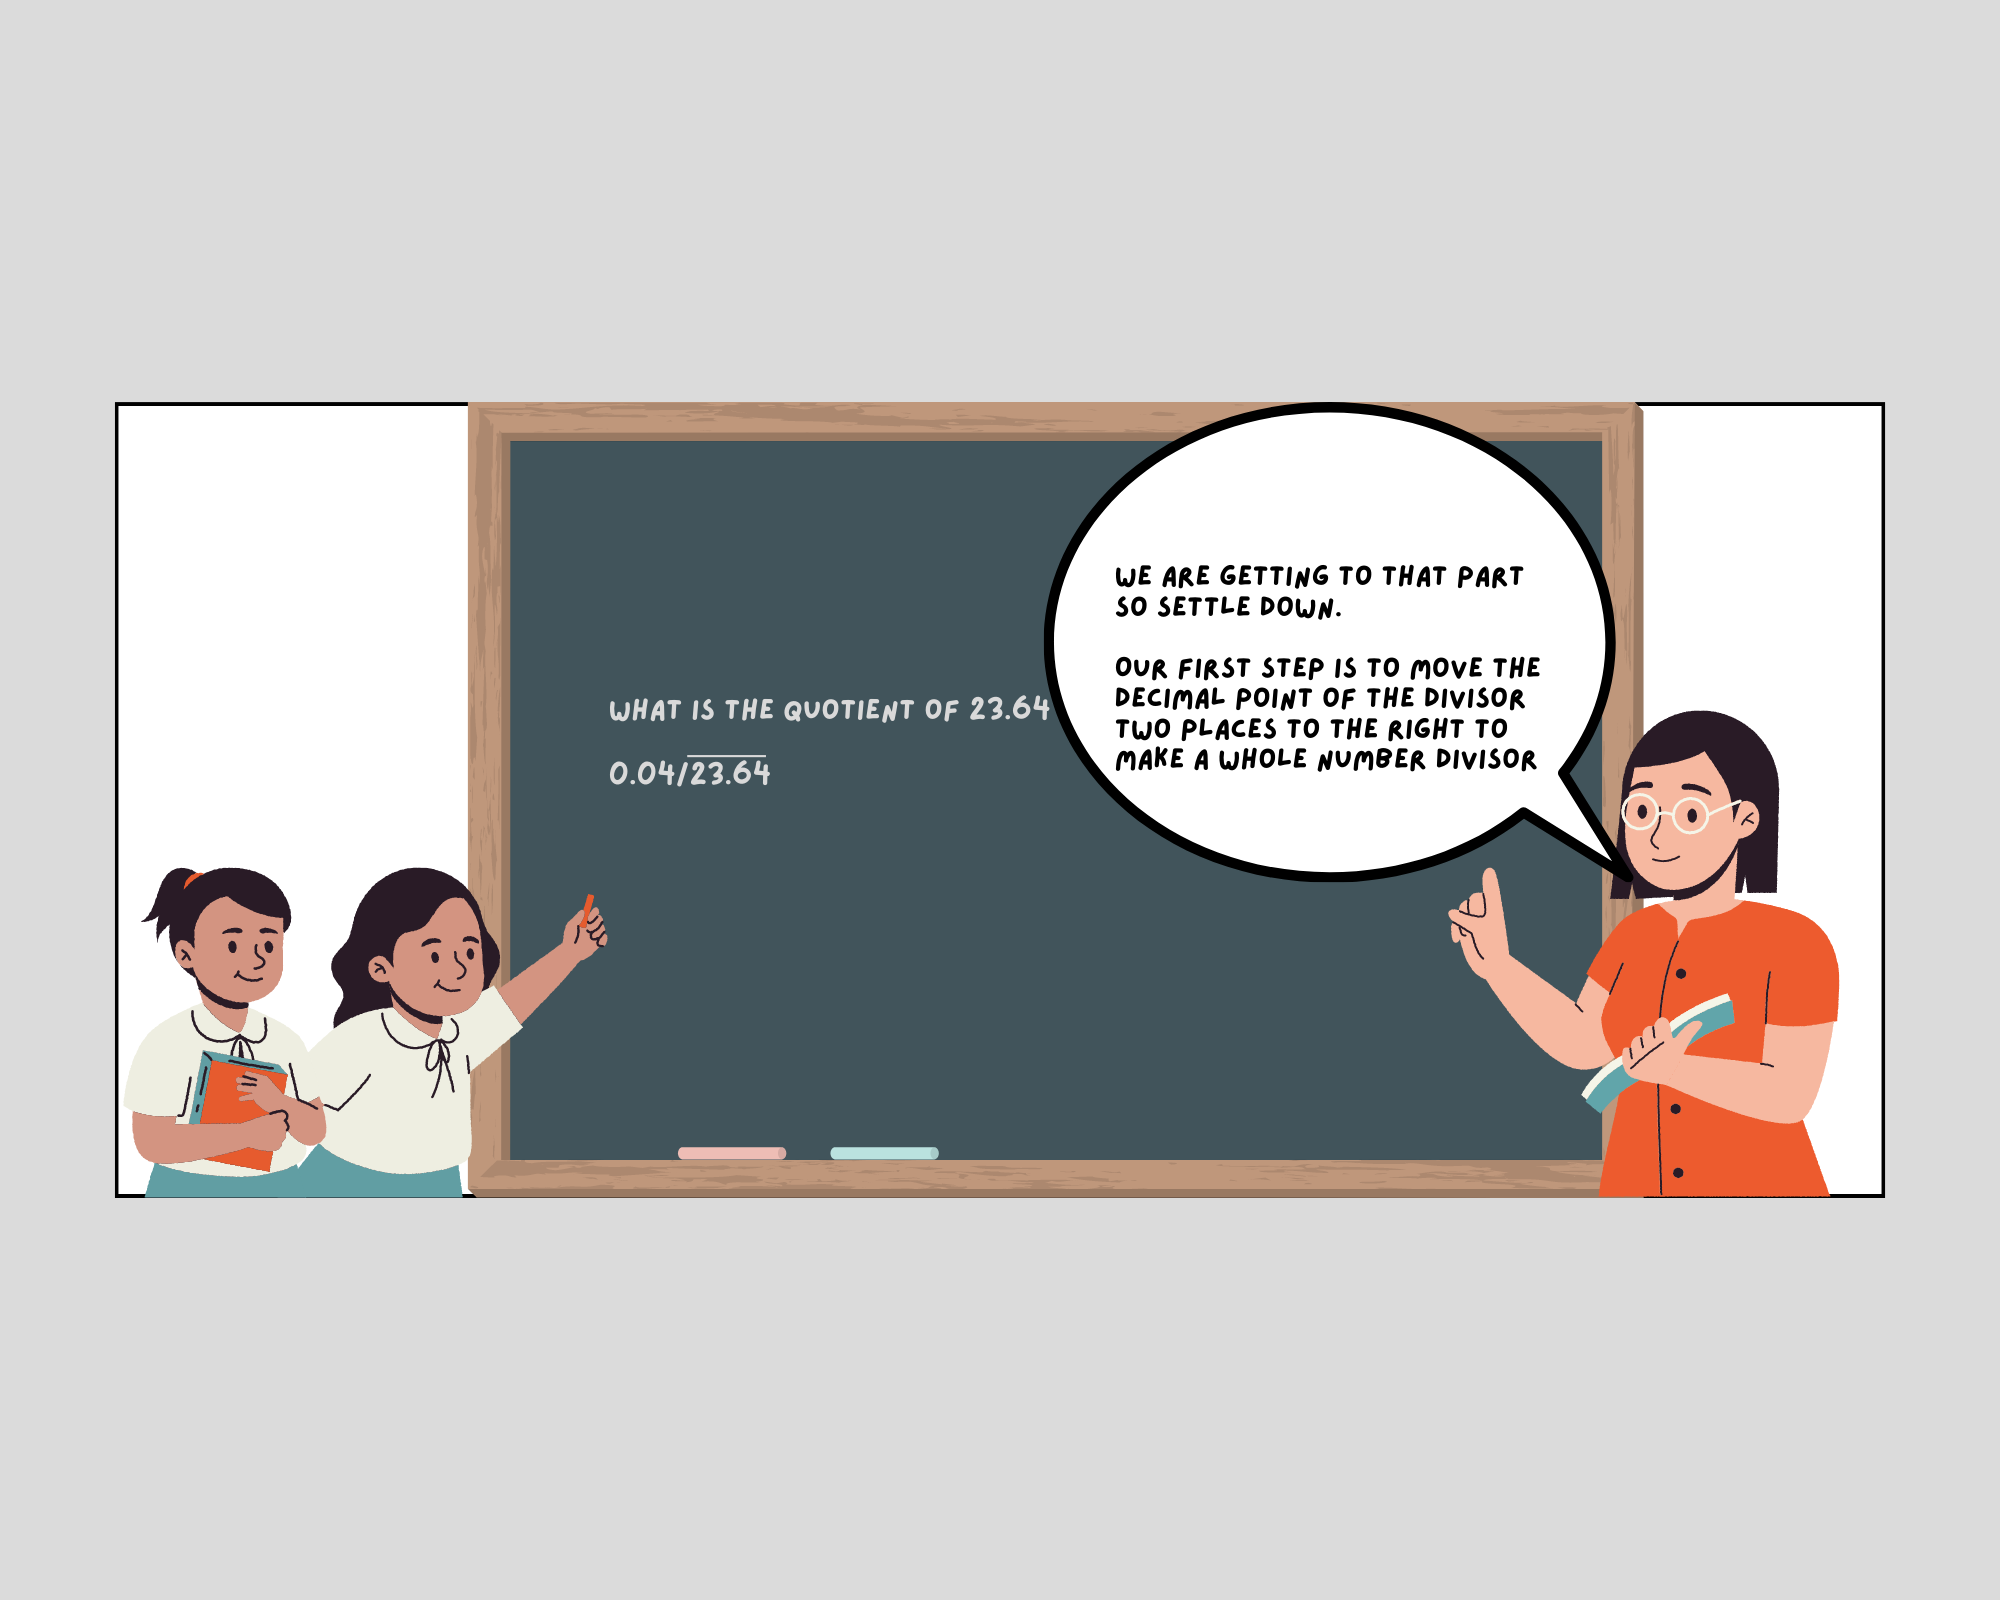 WE ARE GETTING TO THAT PART
SO SETTLE DOWN.
OUR FIRST STEP IS TO MOVE THE
DECIMAL POINT OF THE DIVISOR
TWO PLACES TO THE RIGHT TO
MAKE A WHOLE NUMBER DIVISOR
WHAT IS THE QUOTIENT OF 23.64
0.04/23.64